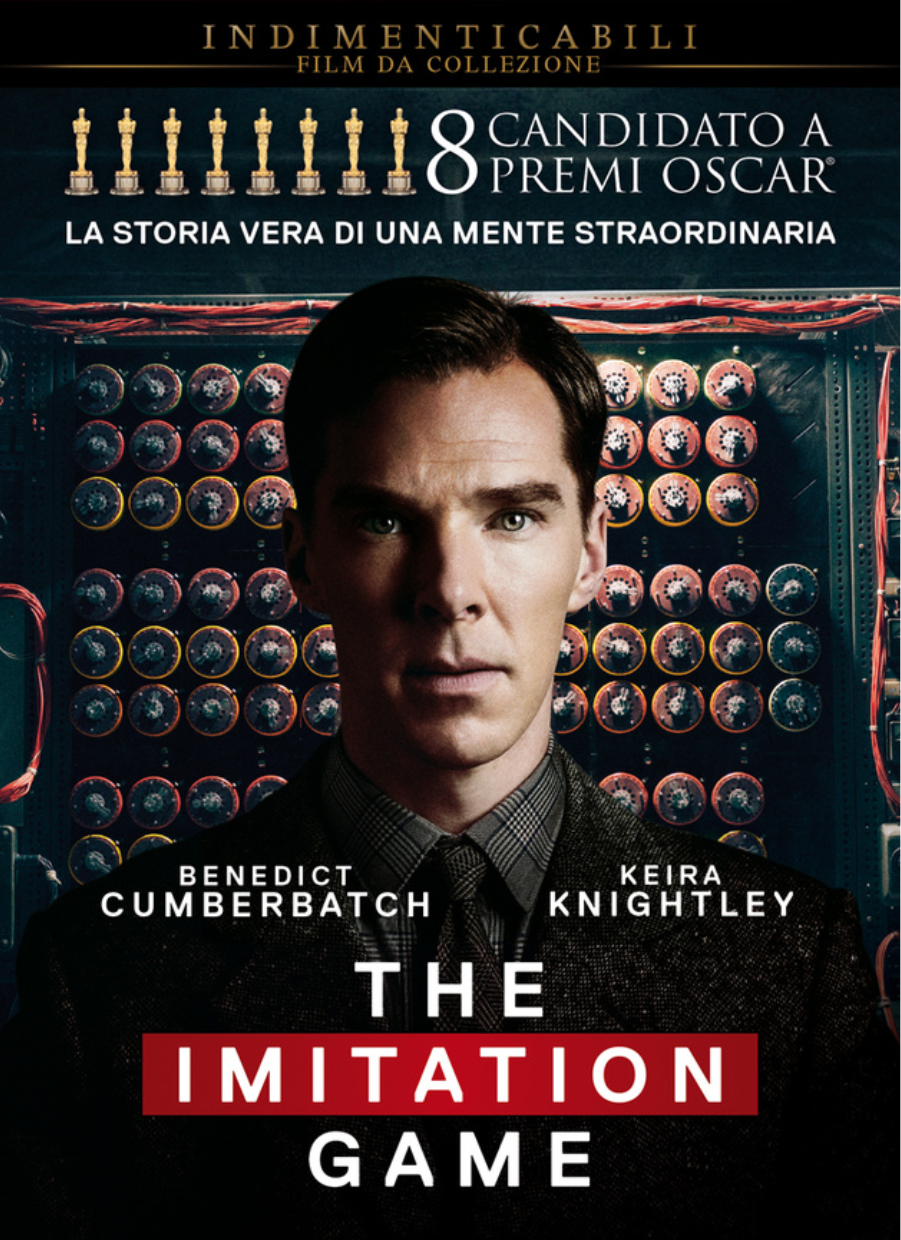 INDIMENTICABILI
FILM DA COLLEZIONE
8 CANDIDATO A
PREMI OSCAR®
LA STORIA VERA DI UNA MENTE STRAORDINARIA
BENEDICT
CUMBERBATCH
KEIRA
KNIGHTLEY
THE
IMITATION
GAME